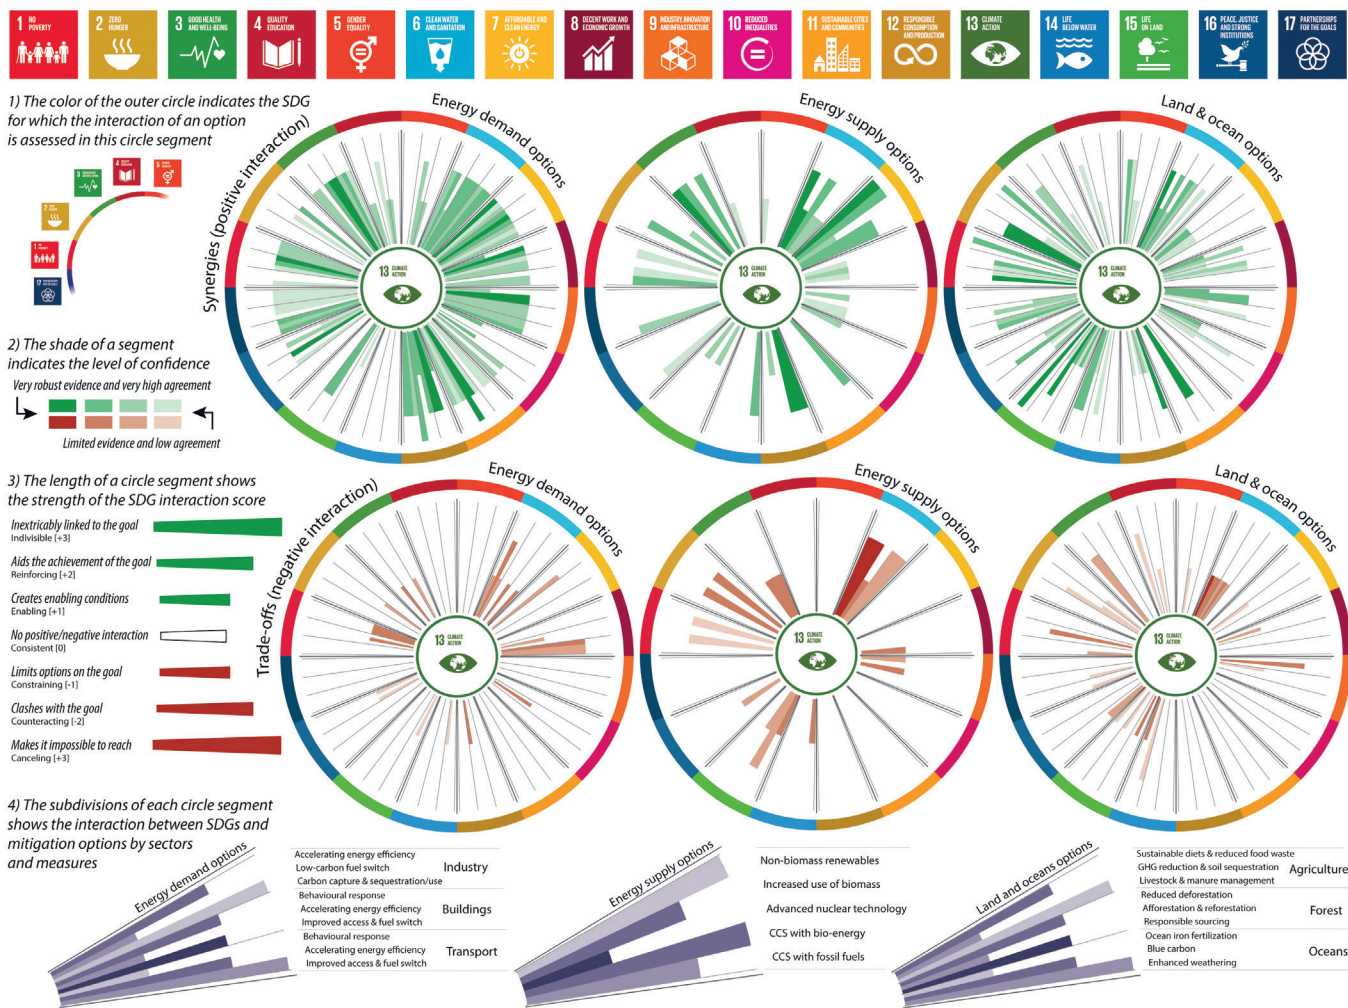 1 NO POVERTY
2 ZERO HUNGER
3 GOOD HEALTH AND WELL-BEING
4 QUALITY EDUCATION
5 GENDER EQUALITY
6 CLEAN WATER AND SANITATION
7 AFFORDABLE AND CLEAN ENERGY
8 DECENT WORK AND ECONOMIC GROWTH
9 INDUSTRY, INNOVATION AND INFRASTRUCTURE
10 REDUCED INEQUALITIES
11 SUSTAINABLE CITIES AND COMMUNITIES
12 RESPONSIBLE CONSUMPTION AND PRODUCTION
13 CLIMATE ACTION
14 LIFE BELOW WATER
15 LIFE ON LAND
16 PEACE, JUSTICE AND STRONG INSTITUTIONS
17 PARTNERSHIPS FOR THE GOALS
1) The color of the outer circle indicates the SDG
for which the interaction of an option
is assessed in this circle segment
Synergies (positive interaction)
Energy demand options
Energy supply options
Land & ocean options
13 CLIMATE ACTION
13 CLIMATE ACTION
13 CLIMATE ACTION
2) The shade of a segment
indicates the level of confidence
Very robust evidence and very high agreement
Limited evidence and low agreement
3) The length of a circle segment shows
the strength of the SDG interaction score
Inextricably linked to the goal
Indivisible [+3]
Aids the achievement of the goal
Reinforcing [+2]
Creates enabling conditions
Enabling [+1]
No positive/negative interaction
Consistent [0]
Limits options on the goal
Constraining [-1]
Clashes with the goal
Counteracting [-2]
Makes it impossible to reach
Canceling [+3]
Trade-offs (negative interaction)
Energy demand options
Energy supply options
Land & ocean options
13 CLIMATE ACTION
13 CLIMATE ACTION
13 CLIMATE ACTION
4) The subdivisions of each circle segment
shows the interaction between SDGs and
mitigation options by sectors
and measures
Energy demand options
Accelerating energy efficiency
Low-carbon fuel switch
Carbon capture & sequestration/use
Industry
Behavioural response
Accelerating energy efficiency
Improved access & fuel switch
Buildings
Behavioural response
Accelerating energy efficiency
Improved access & fuel switch
Transport
Energy supply options
Non-biomass renewables
Increased use of biomass
Advanced nuclear technology
CCS with bio-energy
CCS with fossil fuels
Land and oceans options
Sustainable diets & reduced food waste
GHG reduction & soil sequestration
Livestock & manure management
Agriculture
Reduced deforestation
Afforestation & reforestation
Responsible sourcing
Forest
Ocean iron fertilization
Blue carbon
Enhanced weathering
Oceans